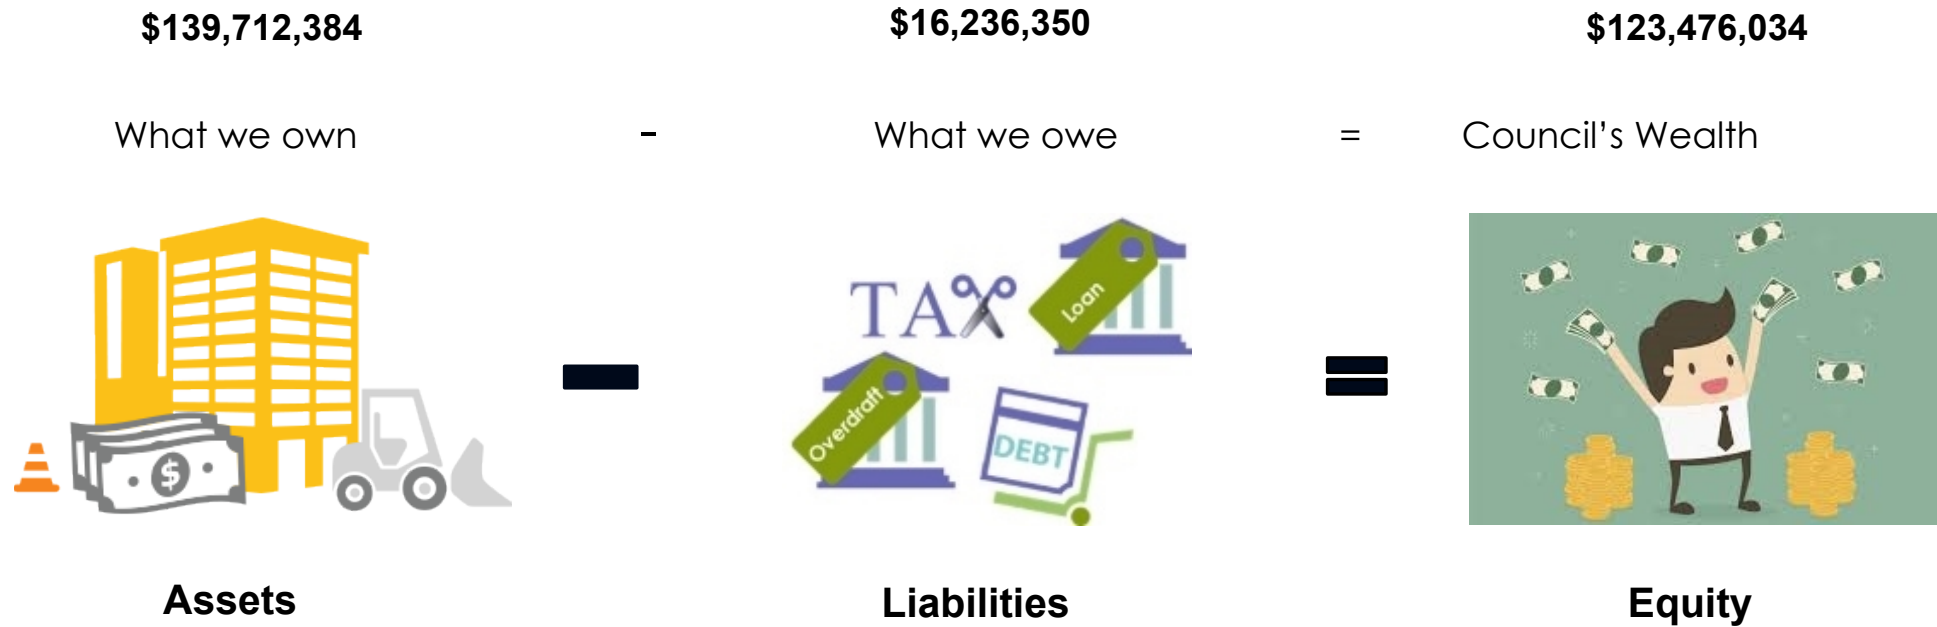 $139,712,384 $16,236,350 $123,476,034
What we own - What we owe = Council's Wealth
TAX
Loan
Overdraft
DEBT
$
Assets Liabilities Equity